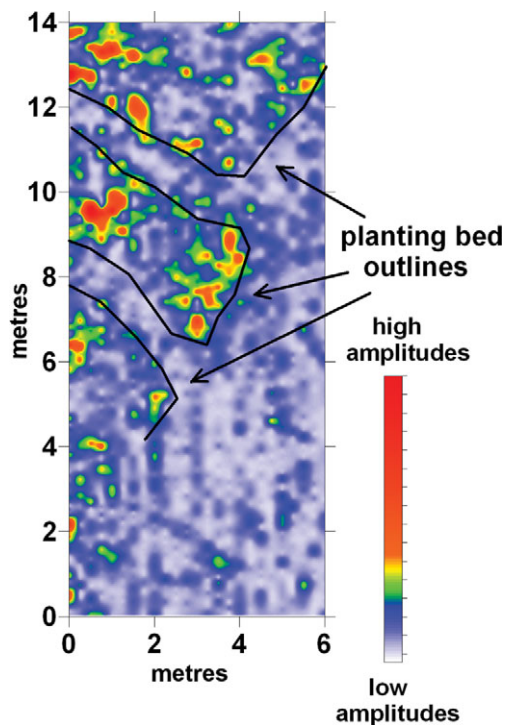 14
12
10
8
6
4
2
0
metres
0 2 4 6
metres
planting bed
outlines
high
amplitudes
low
amplitudes